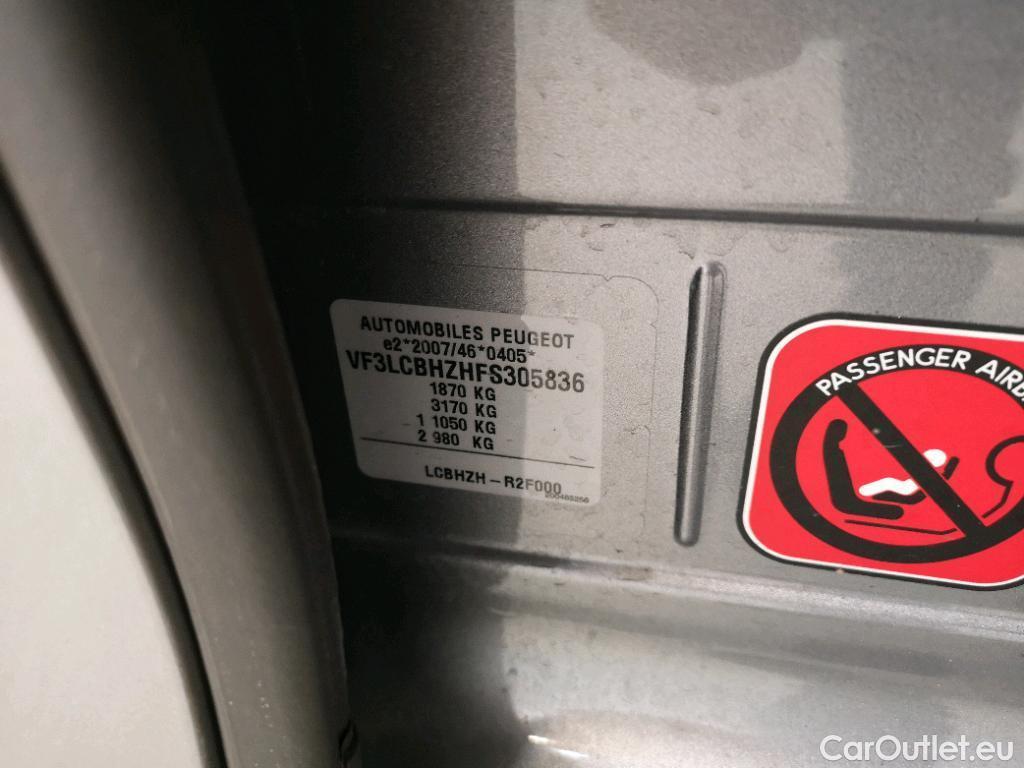 AUTOMOBILES PEUGEOT
e2*2007/46*0405*
VF3LCBHZHFS305836
1870 KG
3170 KG
1 1050 KG
2 980 KG
LCBHZH - R2F000
PASSENGER
CarOutlet.eu